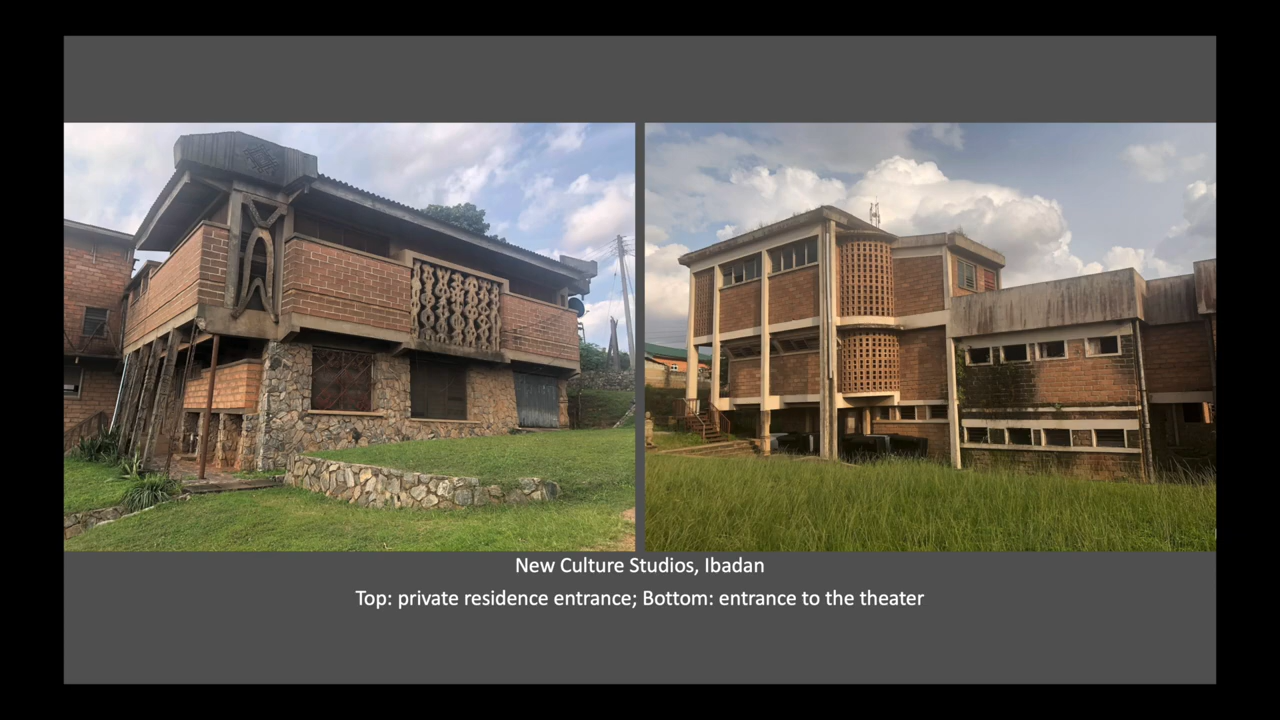 New Culture Studios, Ibadan
Top: private residence entrance; Bottom: entrance to the theater